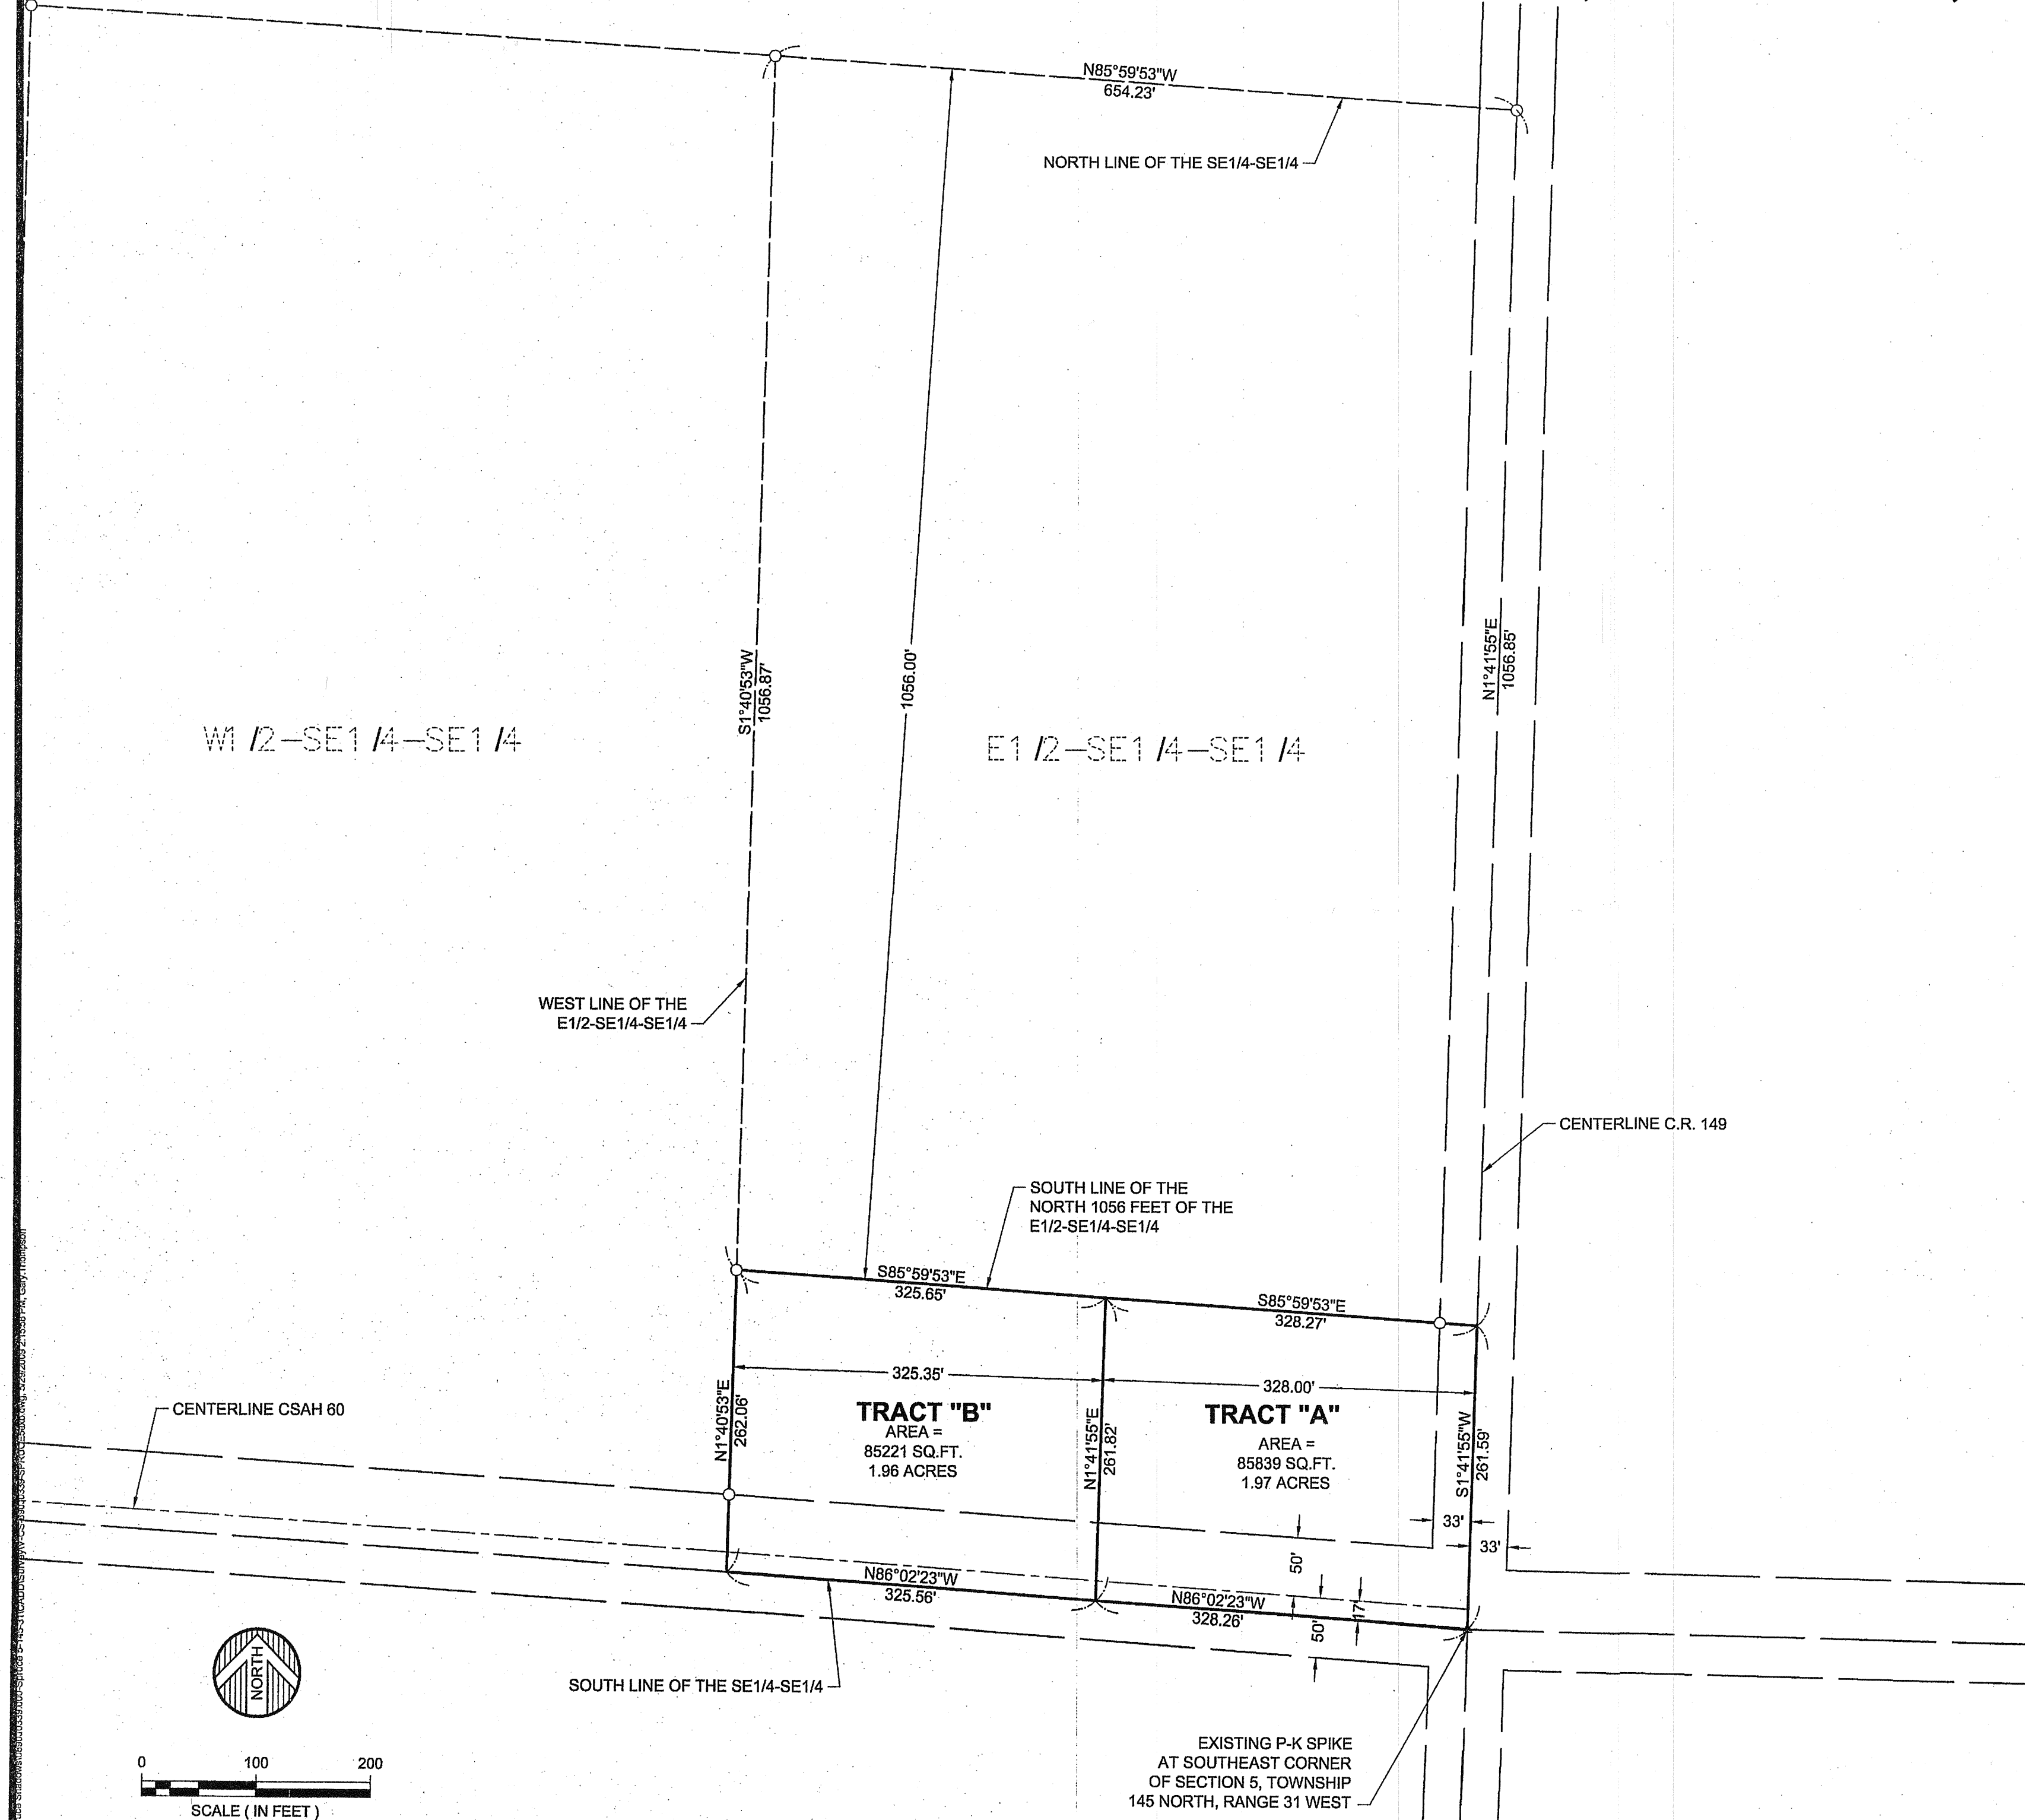 N85°59'53"W
654.23'
NORTH LINE OF THE SE1/4-SE1/4
S1°40'53"W
1056.87'
1056.00'
N1°41'55"E
1056.85'
W1/2-SE1/4-SE1/4
E1/2-SE1/4-SE1/4
WEST LINE OF THE
E1/2-SE1/4-SE1/4
CENTERLINE C.R. 149
SOUTH LINE OF THE
NORTH 1056 FEET OF THE
E1/2-SE1/4-SE1/4
S85°59'53"E
325.65'
S85°59'53"E
328.27'
325.35'
328.00'
CENTERLINE CSAH 60
N1°40'53"E
262.06'
TRACT "B"
AREA =
85221 SQ.FT.
1.96 ACRES
N1°41'55"E
261.82'
TRACT "A"
AREA =
85839 SQ.FT.
1.97 ACRES
S1°41'55"W
261.59'
33'
33'
50'
N86°02'23"W
325.56'
N86°02'23"W
328.26'
17'
50'
SOUTH LINE OF THE SE1/4-SE1/4
NORTH
EXISTING P-K SPIKE
AT SOUTHEAST CORNER
OF SECTION 5, TOWNSHIP
145 NORTH, RANGE 31 WEST
0 100 200
SCALE ( IN FEET )